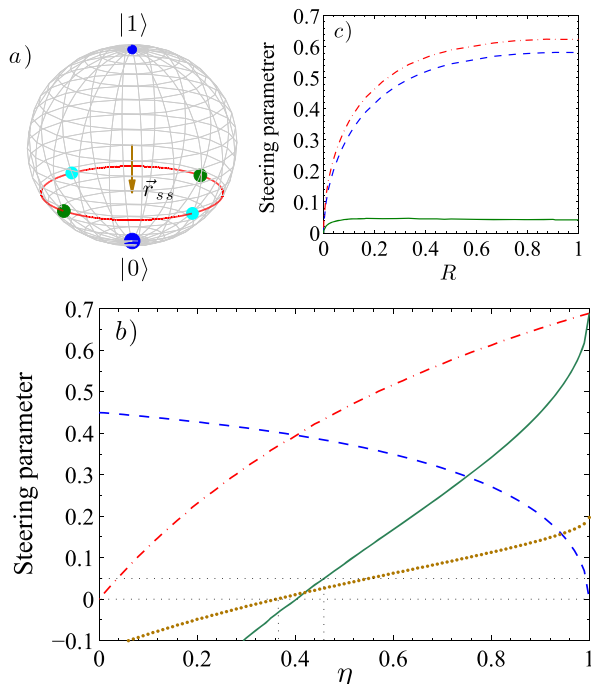 a)
|1⟩
r⃗ss
|0⟩
c)
Steering parametrer
0.7
0.6
0.5
0.4
0.3
0.2
0.1
0
0 0.2 0.4 0.6 0.8 1
R
b)
Steering parameter
0.7
0.6
0.5
0.4
0.3
0.2
0.1
0
−0.1
0 0.2 0.4 0.6 0.8 1
η